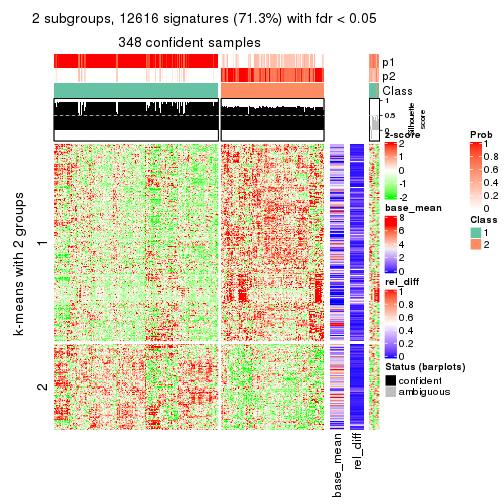 2 subgroups, 12616 signatures (71.3%) with fdr < 0.05
348 confident samples
p1
p2
Class
1
0.5
0
Silhouette
score
k-means with 2 groups
1
2
base_mean
rel_diff
z-score
2
1
0
-1
-2
base_mean
8
6
4
2
0
rel_diff
1
0.8
0.6
0.4
0.2
0
Status (barplots)
confident
ambiguous
Prob
1
0.8
0.6
0.4
0.2
0
Class
1
2